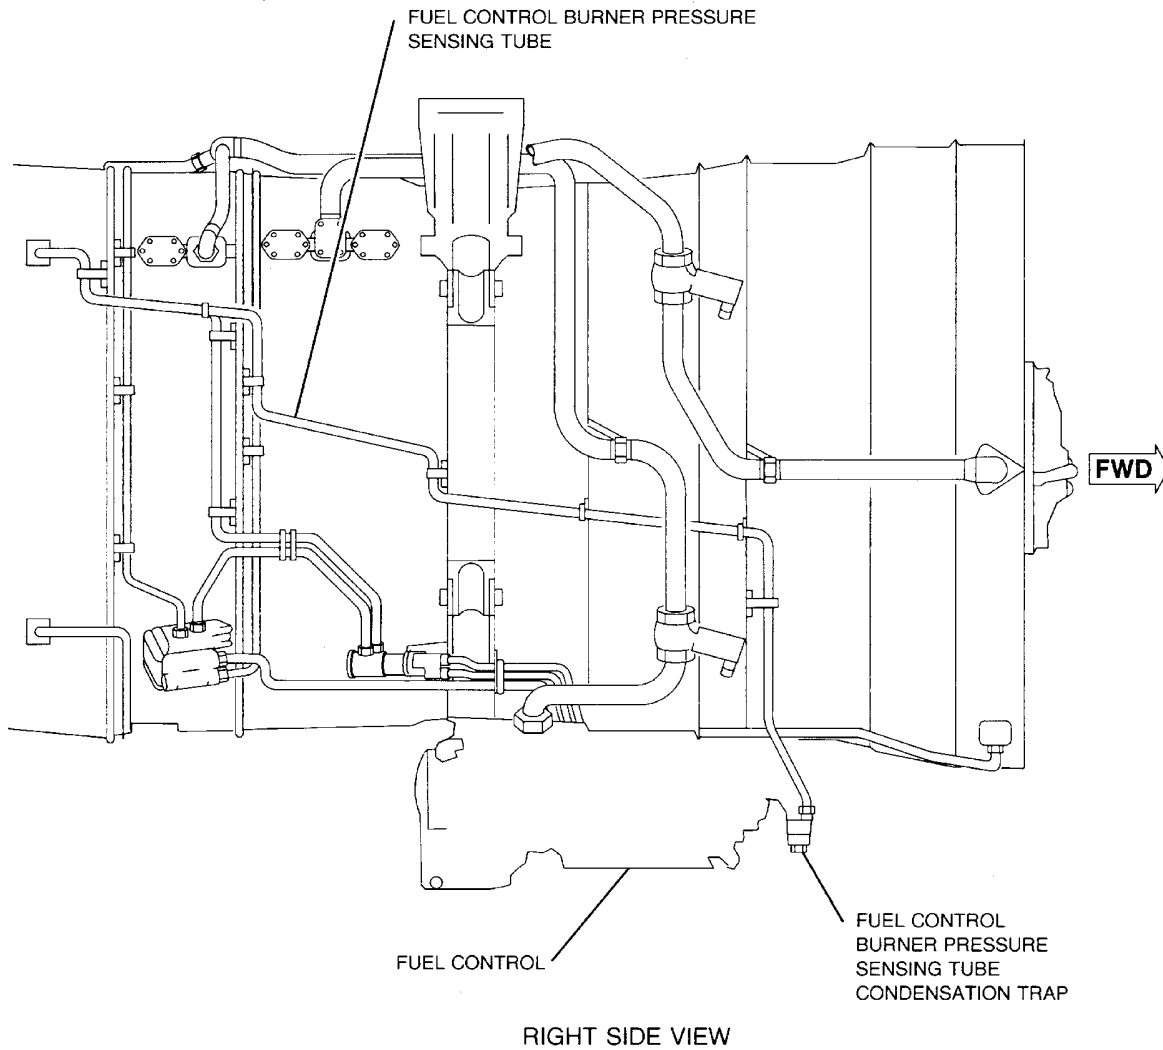 FUEL CONTROL BURNER PRESSURE
SENSING TUBE
FWD
FUEL CONTROL
FUEL CONTROL
BURNER PRESSURE
SENSING TUBE
CONDENSATION TRAP
RIGHT SIDE VIEW